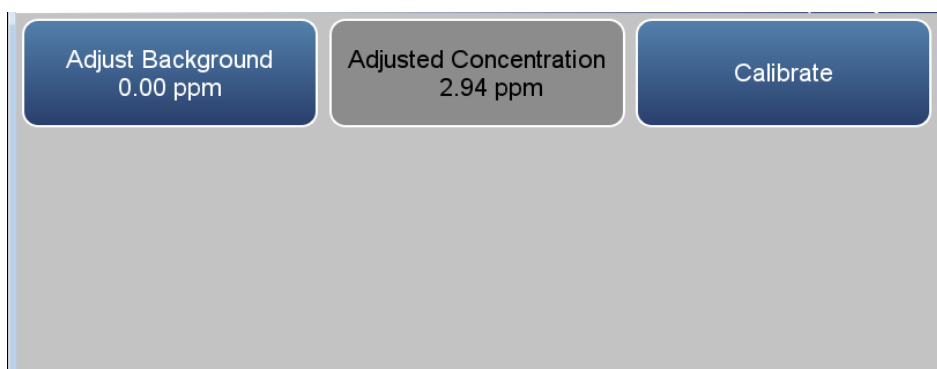 Adjust Background
0.00 ppm
Adjusted Concentration
2.94 ppm
Calibrate